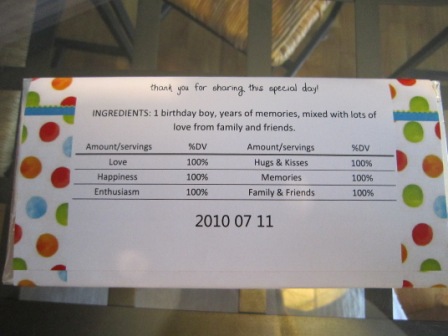 thank you for sharing this special day!
INGREDIENTS: 1 birthday boy, years of memories, mixed with lots of
love from family and friends.
Amount/servings %DV Amount/servings %DV
Love 100% Hugs & Kisses 100%
Happiness 100% Memories 100%
Enthusiasm 100% Family & Friends 100%
2010 07 11